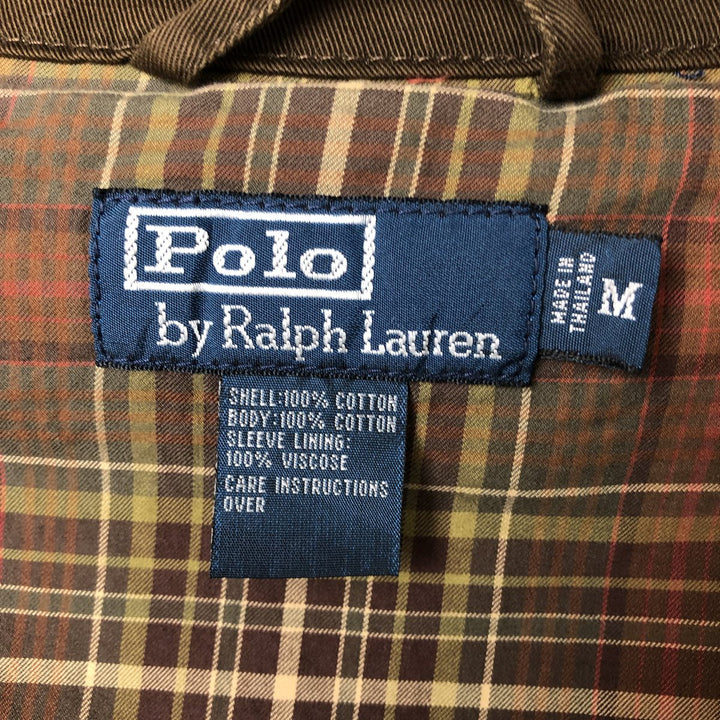 Polo
by Ralph Lauren
MADE IN
THAILAND
M
SHELL:100% COTTON
BODY:100% COTTON
SLEEVE LINING:
100% VISCOSE
CARE INSTRUCTIONS
OVER